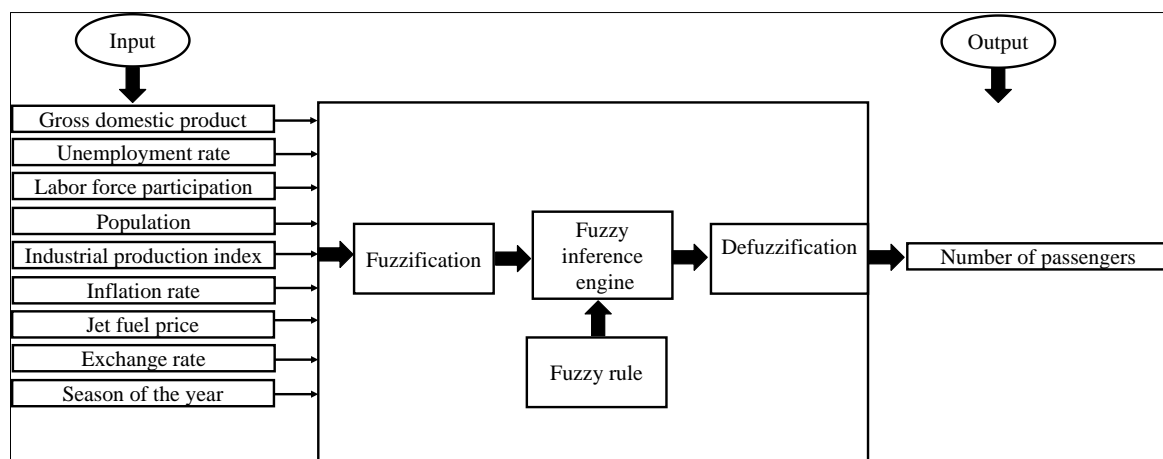 Input
Output
Gross domestic product
Unemployment rate
Labor force participation
Population
Industrial production index
Inflation rate
Jet fuel price
Exchange rate
Season of the year
Fuzzification
Fuzzy
inference
engine
Fuzzy rule
Defuzzification
Number of passengers